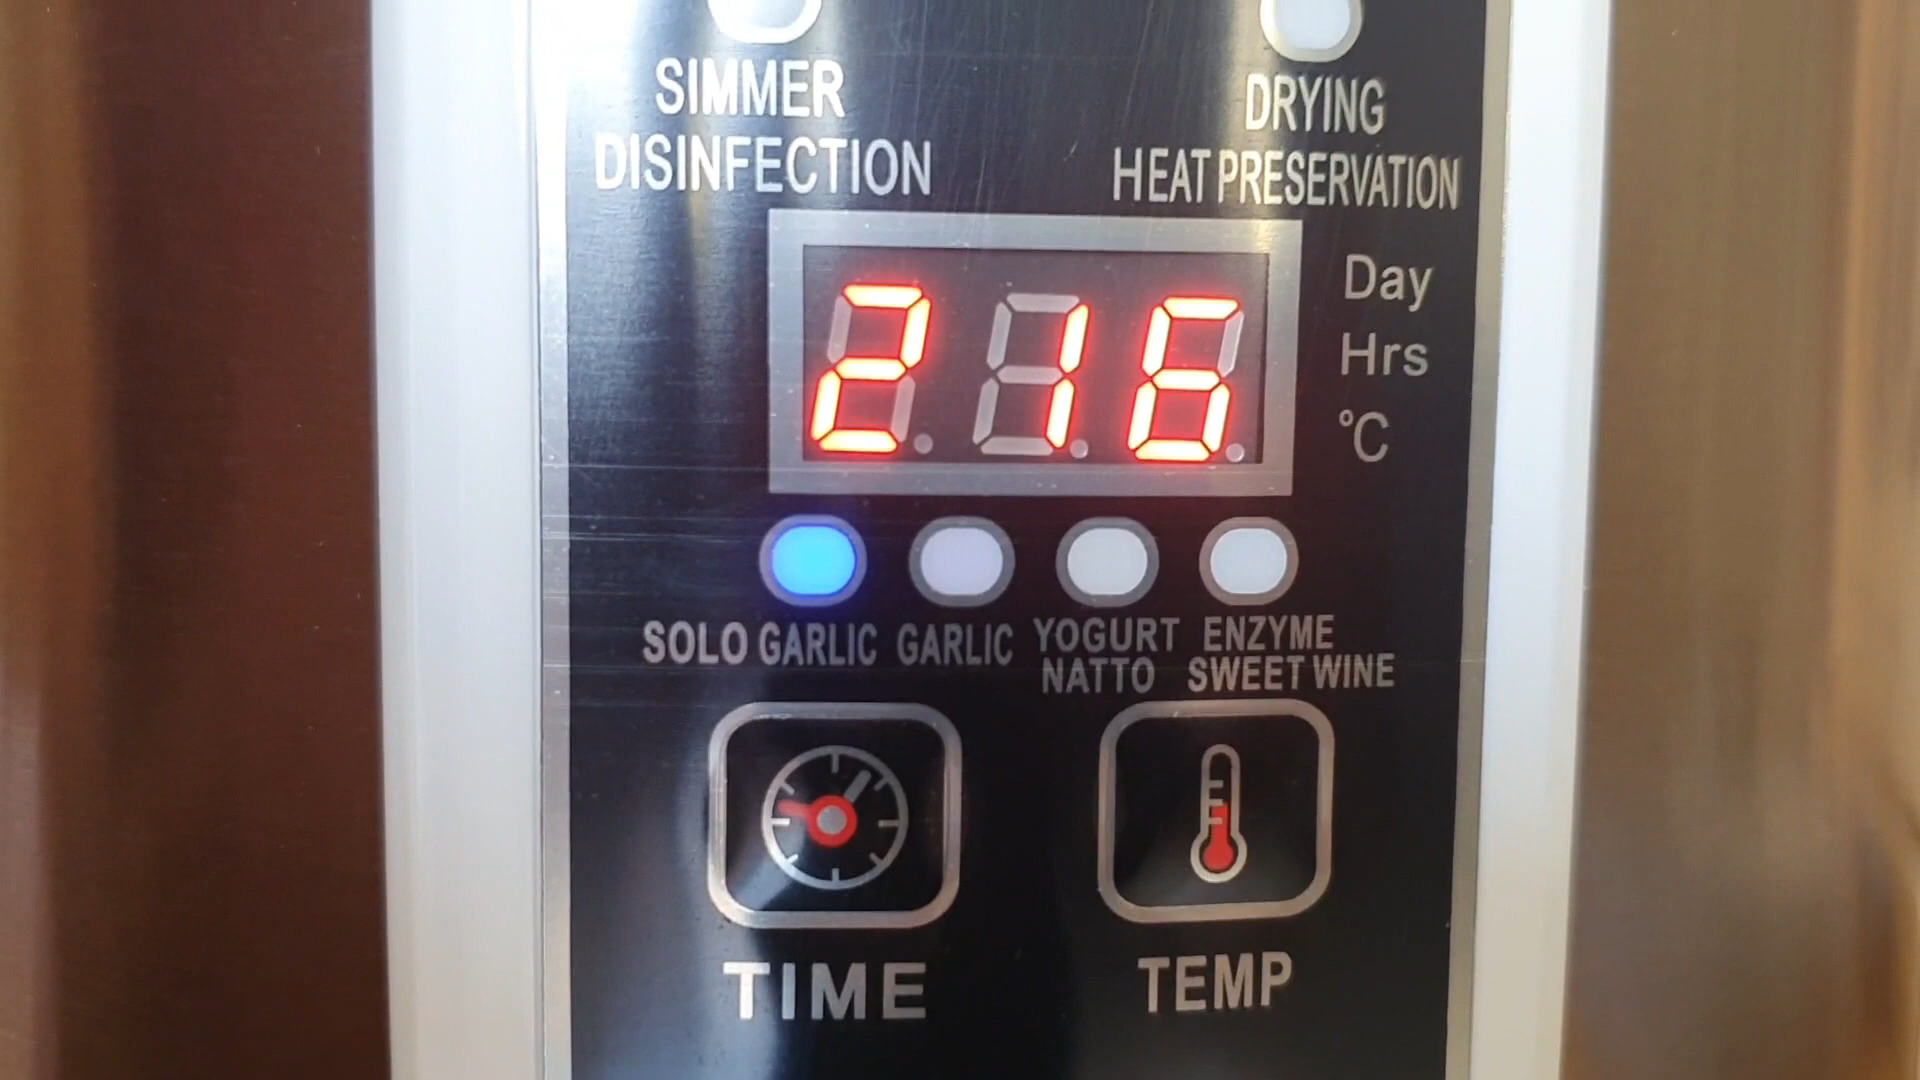 SIMMER
DISINFECTION
DRYING
HEAT PRESERVATION
216
Day
Hrs
°C
SOLO GARLIC
GARLIC
YOGURT
NATTO
ENZYME
SWEET WINE
TIME
TEMP